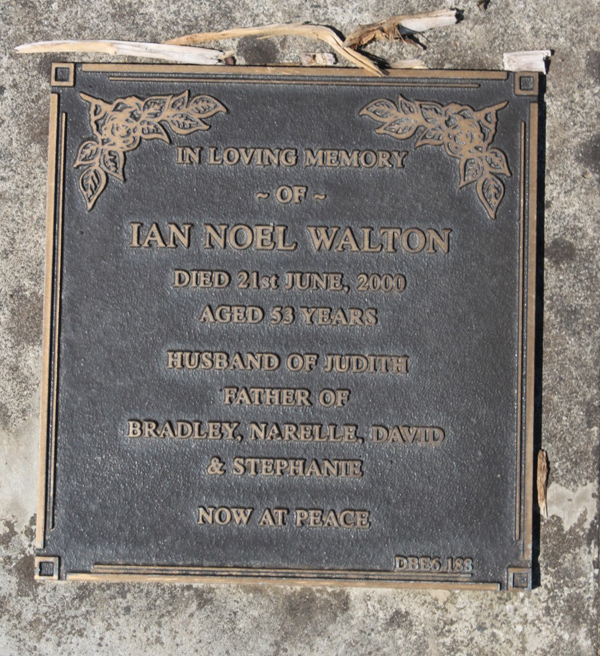 IN LOVING MEMORY
~ OF ~
IAN NOEL WALTON
DIED 21st JUNE, 2000
AGED 53 YEARS
HUSBAND OF JUDITH
FATHER OF
BRADLEY, NARELLE, DAVID
& STEPHANIE
NOW AT PEACE
DBE6 188